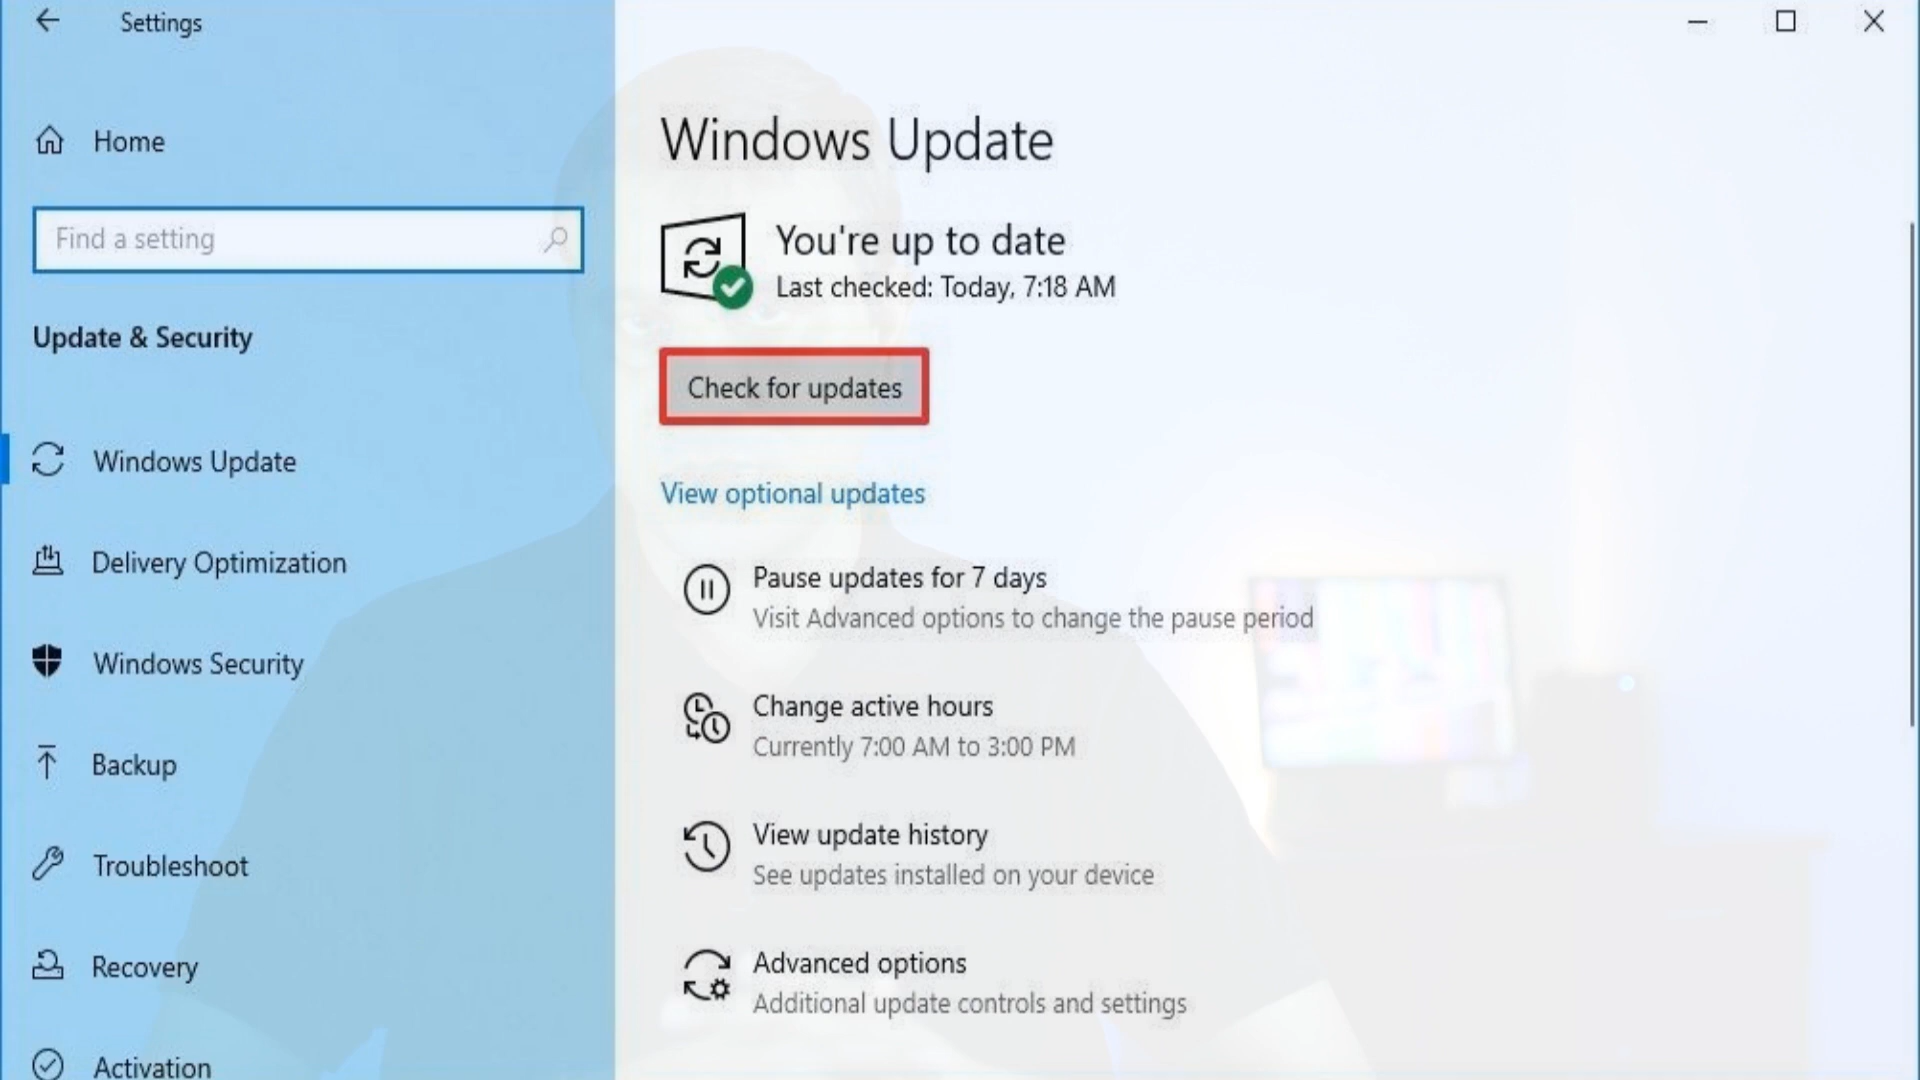 Settings
Home
Find a setting
Update & Security
Windows Update
Delivery Optimization
Windows Security
Backup
Troubleshoot
Recovery
Activation
Windows Update
You're up to date
Last checked: Today, 7:18 AM
Check for updates
View optional updates
Pause updates for 7 days
Visit Advanced options to change the pause period
Change active hours
Currently 7:00 AM to 3:00 PM
View update history
See updates installed on your device
Advanced options
Additional update controls and settings